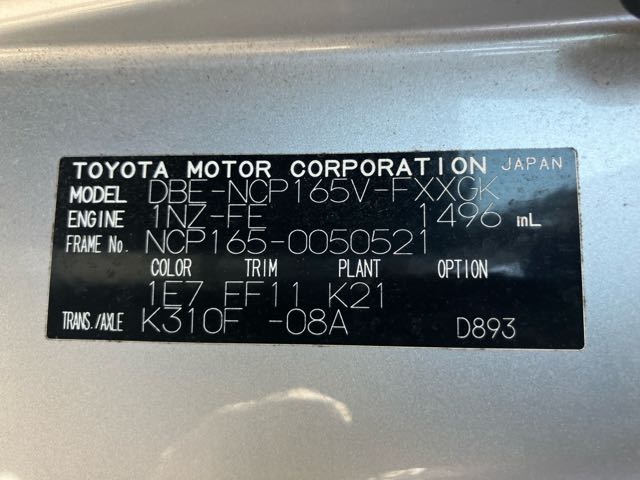 TOYOTA MOTOR CORPORATION JAPAN
MODEL DBE-NCP165V-FXXGK
ENGINE 1NZ-FE 1496 mL
FRAME No. NCP165-0050521
COLOR TRIM PLANT OPTION
1E7 EF11 K21
TRANS./AXLE K310F -08A D893